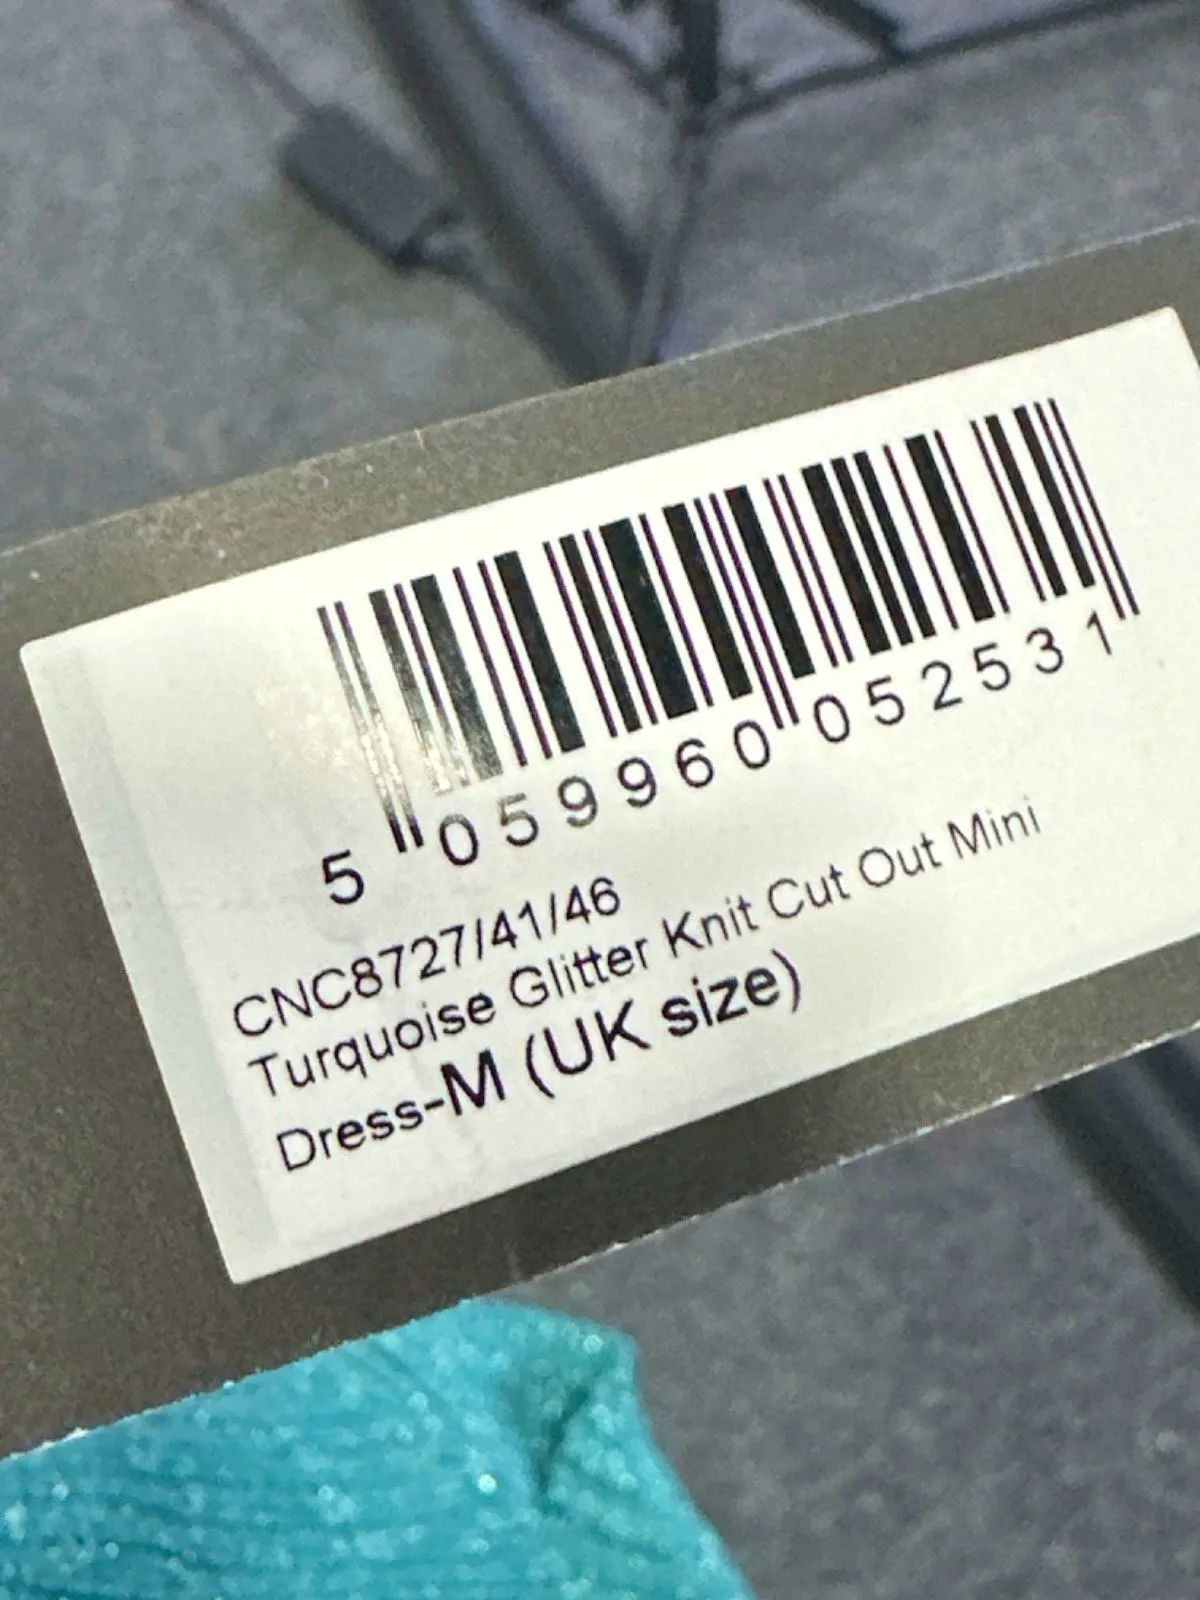 5 059960 052531
CNC8727/41/46
Turquoise Glitter Knit Cut Out Mini
Dress-M (UK size)